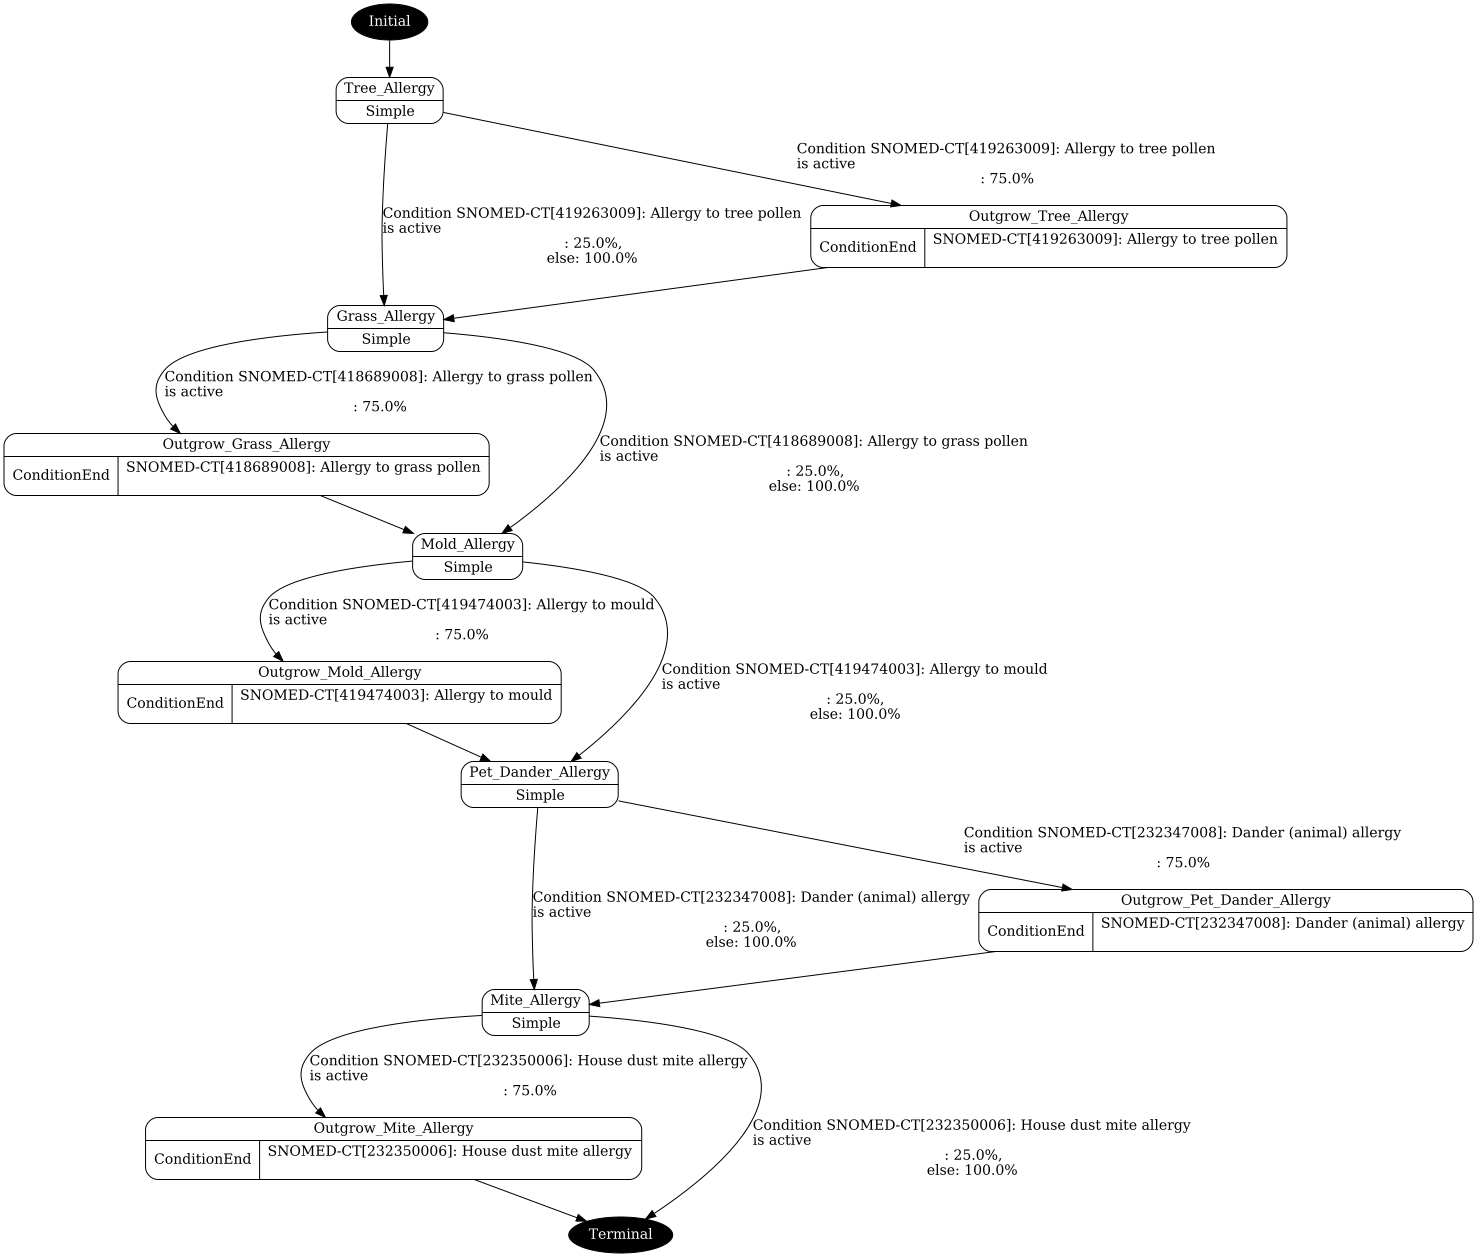 Initial
Tree_Allergy
Simple
Condition SNOMED-CT[419263009]: Allergy to tree pollen
is active
: 75.0%
Condition SNOMED-CT[419263009]: Allergy to tree pollen
is active
: 25.0%,
else: 100.0%
Outgrow_Tree_Allergy
ConditionEnd
SNOMED-CT[419263009]: Allergy to tree pollen
Grass_Allergy
Simple
Condition SNOMED-CT[418689008]: Allergy to grass pollen
is active
: 75.0%
Condition SNOMED-CT[418689008]: Allergy to grass pollen
is active
: 25.0%,
else: 100.0%
Outgrow_Grass_Allergy
ConditionEnd
SNOMED-CT[418689008]: Allergy to grass pollen
Mold_Allergy
Simple
Condition SNOMED-CT[419474003]: Allergy to mould
is active
: 75.0%
Condition SNOMED-CT[419474003]: Allergy to mould
is active
: 25.0%,
else: 100.0%
Outgrow_Mold_Allergy
ConditionEnd
SNOMED-CT[419474003]: Allergy to mould
Pet_Dander_Allergy
Simple
Condition SNOMED-CT[232347008]: Dander (animal) allergy
is active
: 75.0%
Condition SNOMED-CT[232347008]: Dander (animal) allergy
is active
: 25.0%,
else: 100.0%
Outgrow_Pet_Dander_Allergy
ConditionEnd
SNOMED-CT[232347008]: Dander (animal) allergy
Mite_Allergy
Simple
Condition SNOMED-CT[232350006]: House dust mite allergy
is active
: 75.0%
Condition SNOMED-CT[232350006]: House dust mite allergy
is active
: 25.0%,
else: 100.0%
Outgrow_Mite_Allergy
ConditionEnd
SNOMED-CT[232350006]: House dust mite allergy
Terminal